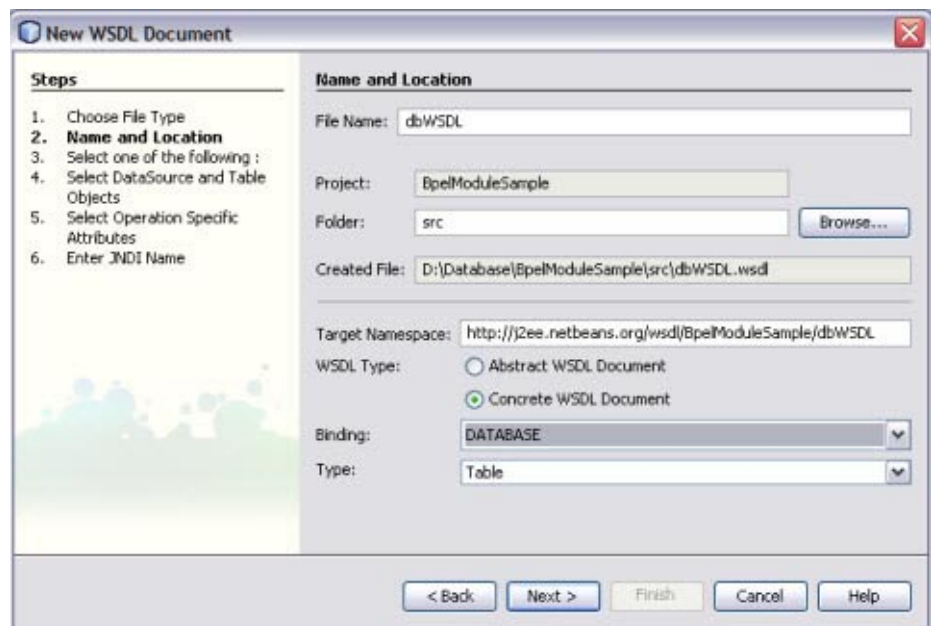 New WSDL Document
Steps
1. Choose File Type
2. Name and Location
3. Select one of the following :
4. Select DataSource and Table
Objects
5. Select Operation Specific
Attributes
6. Enter JNDI Name
Name and Location
File Name: dbWSDL
Project: BpelModuleSample
Folder: src Browse...
Created File: D:\Database\BpelModuleSample\src\dbWSDL.wsdl
Target Namespace: http://j2ee.netbeans.org/wsdl/BpelModuleSample/dbWSDL
WSDL Type: Abstract WSDL Document
Concrete WSDL Document
Binding: DATABASE
Type: Table
< Back Next > Finish Cancel Help